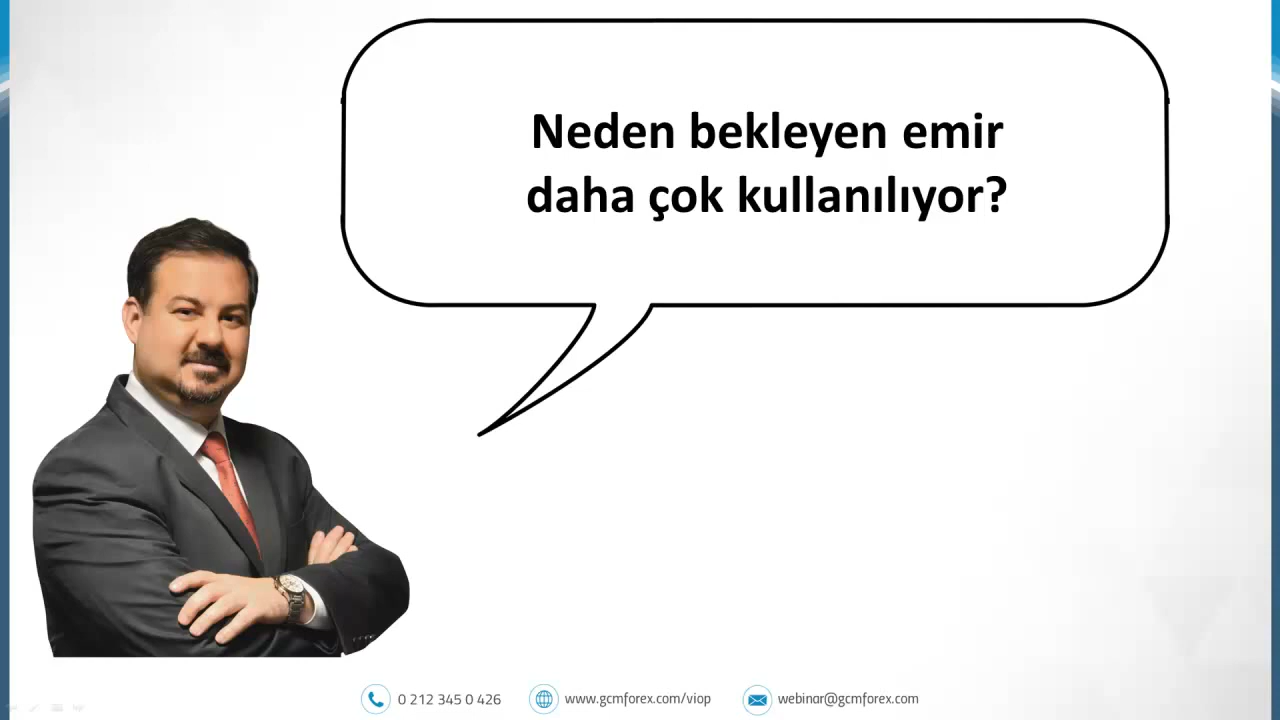 Neden bekleyen emir
daha çok kullanılıyor?
0 212 345 0 426
www.gcmforex.com/viop
webinar@gcmforex.com